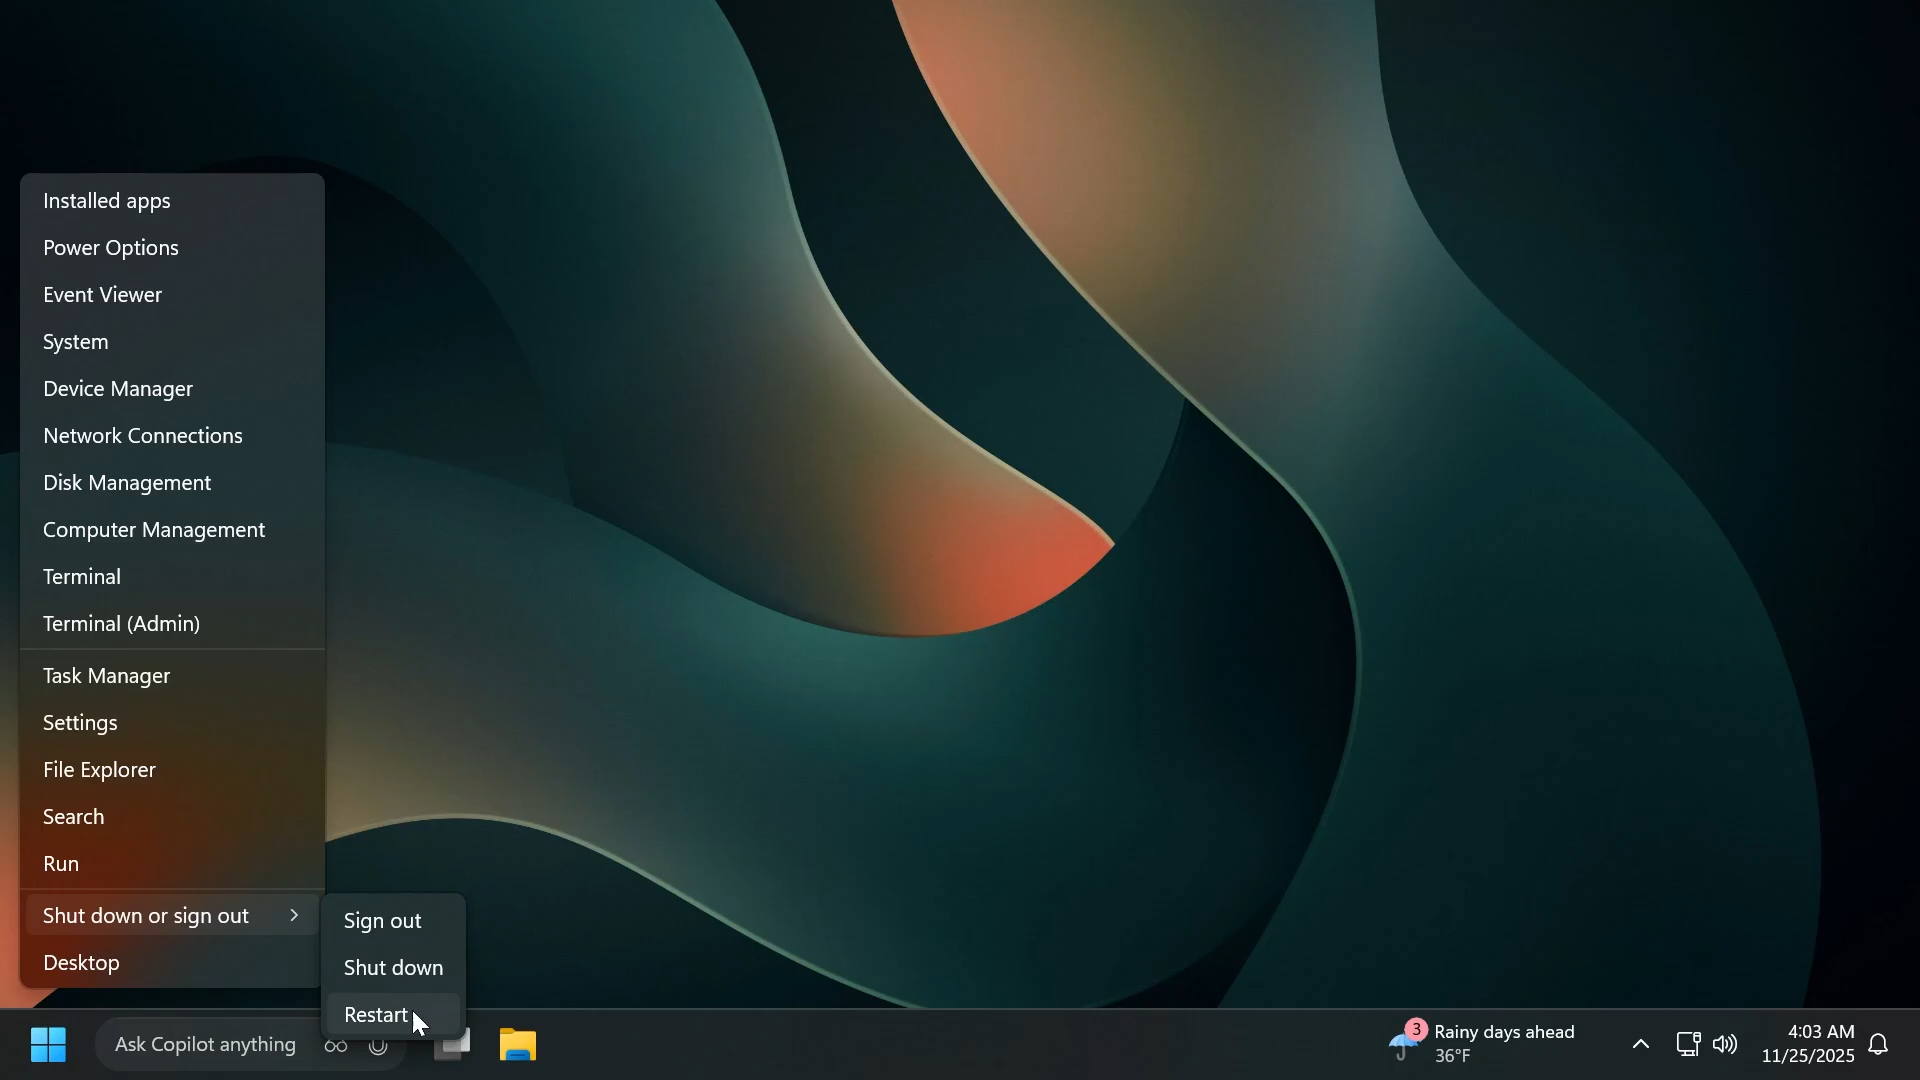 Installed apps
Power Options
Event Viewer
System
Device Manager
Network Connections
Disk Management
Computer Management
Terminal
Terminal (Admin)
Task Manager
Settings
File Explorer
Search
Run
Shut down or sign out
Desktop
Sign out
Shut down
Restart
Ask Copilot anything
3
Rainy days ahead
36°F
4:03 AM
11/25/2025